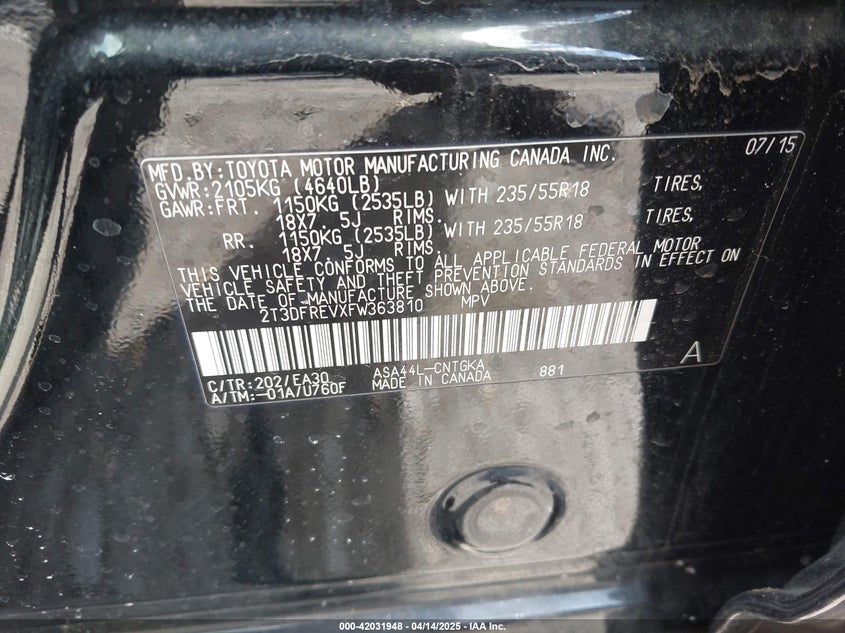 MFD.BY:TOYOTA MOTOR MANUFACTURING CANADA INC. 07/15
GVWR:2105KG (4640LB)
GAWR:FRT. 1150KG (2535LB) WITH 235/55R18 TIRES,
18X7.5J RIMS.
RR. 1150KG (2535LB) WITH 235/55R18 TIRES,
18X7.5J RIMS.
THIS VEHICLE CONFORMS TO ALL APPLICABLE FEDERAL MOTOR
VEHICLE SAFETY AND THEFT PREVENTION STANDARDS IN EFFECT ON
THE DATE OF MANUFACTURE SHOWN ABOVE.
2T3DFREVXFW363810 MPV
C/TR:202/EA30 ASA44L-CNTGKA 881 A
A/TM:-01A/U760F MADE IN CANADA
000-42031948 - 04/14/2025 - IAA Inc.